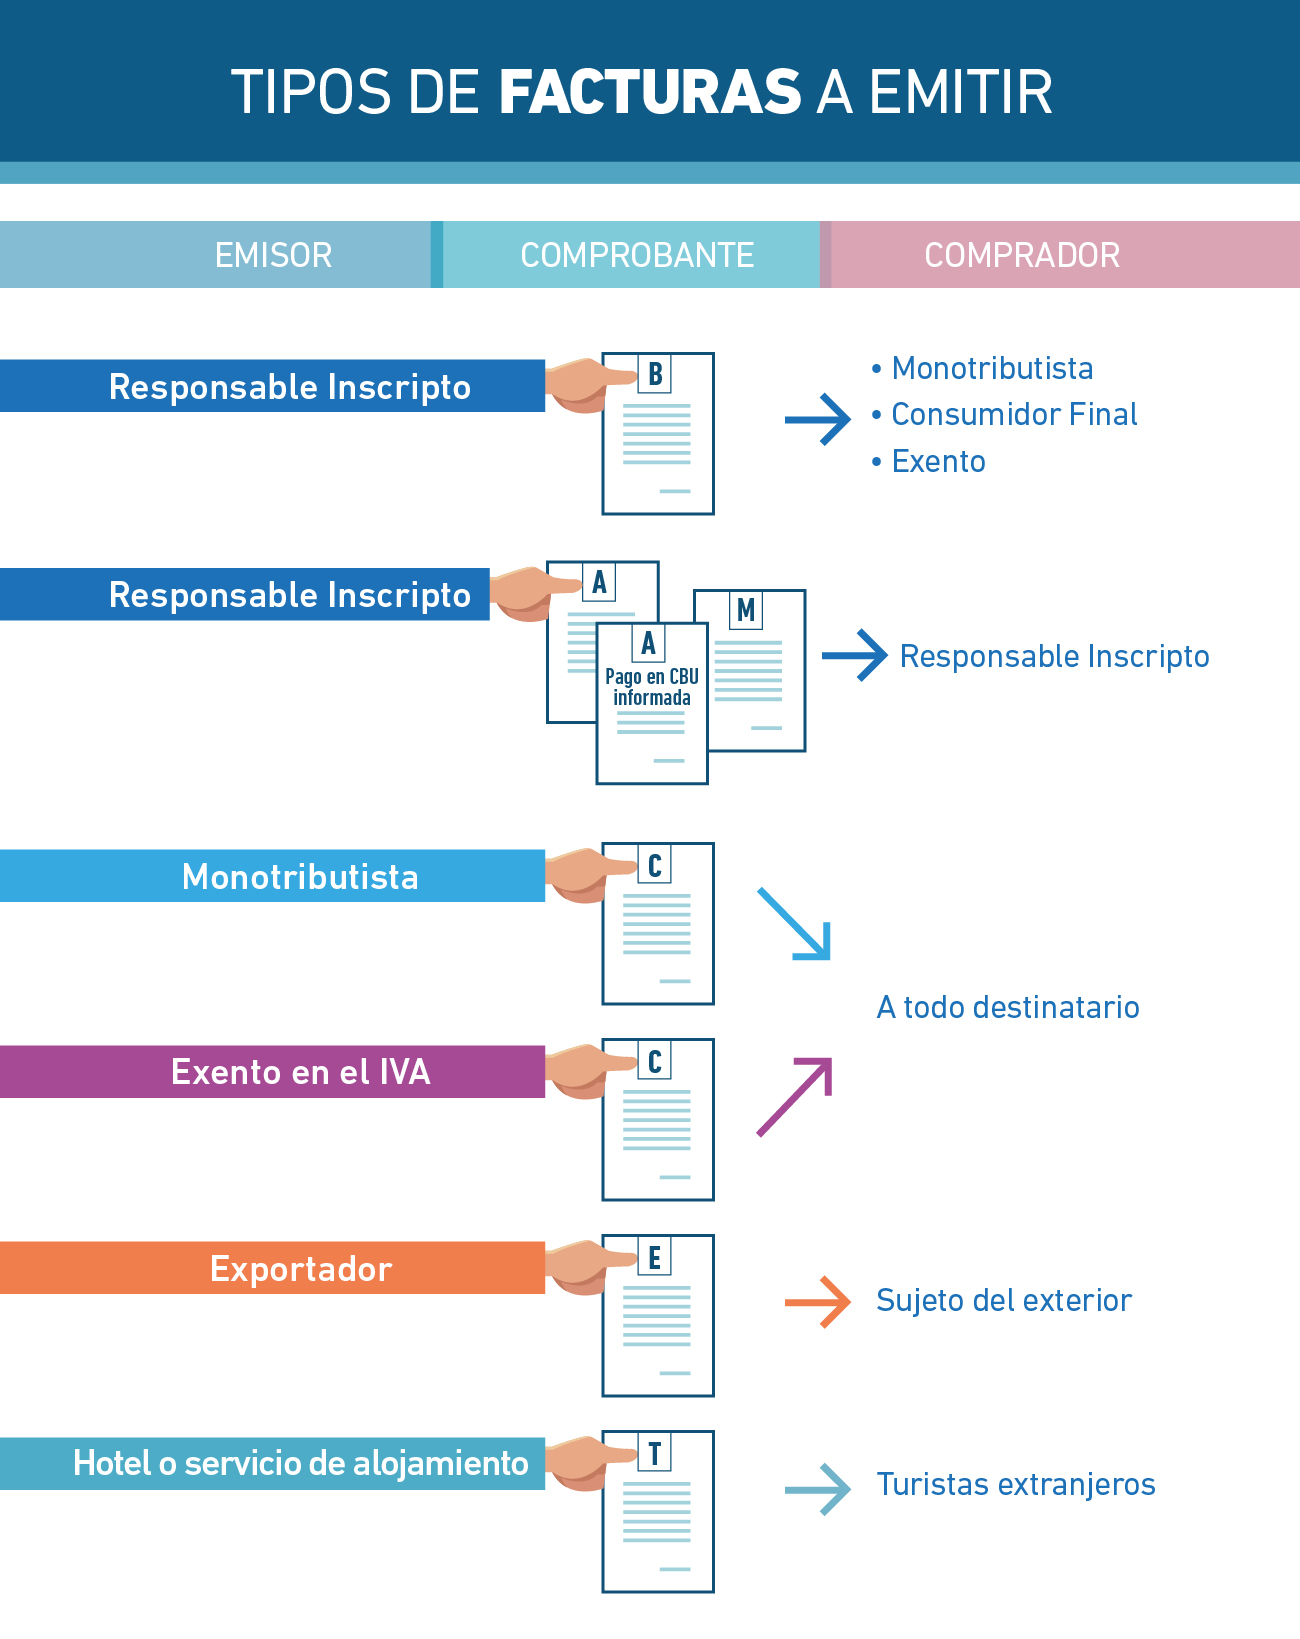 TIPOS DE FACTURAS A EMITIR
EMISOR
COMPROBANTE
COMPRADOR
Responsable Inscripto
B
• Monotributista
• Consumidor Final
• Exento
Responsable Inscripto
A
A
Pago en CBU
informada
M
Responsable Inscripto
Monotributista
C
A todo destinatario
Exento en el IVA
C
Exportador
E
Sujeto del exterior
Hotel o servicio de alojamiento
T
Turistas extranjeros